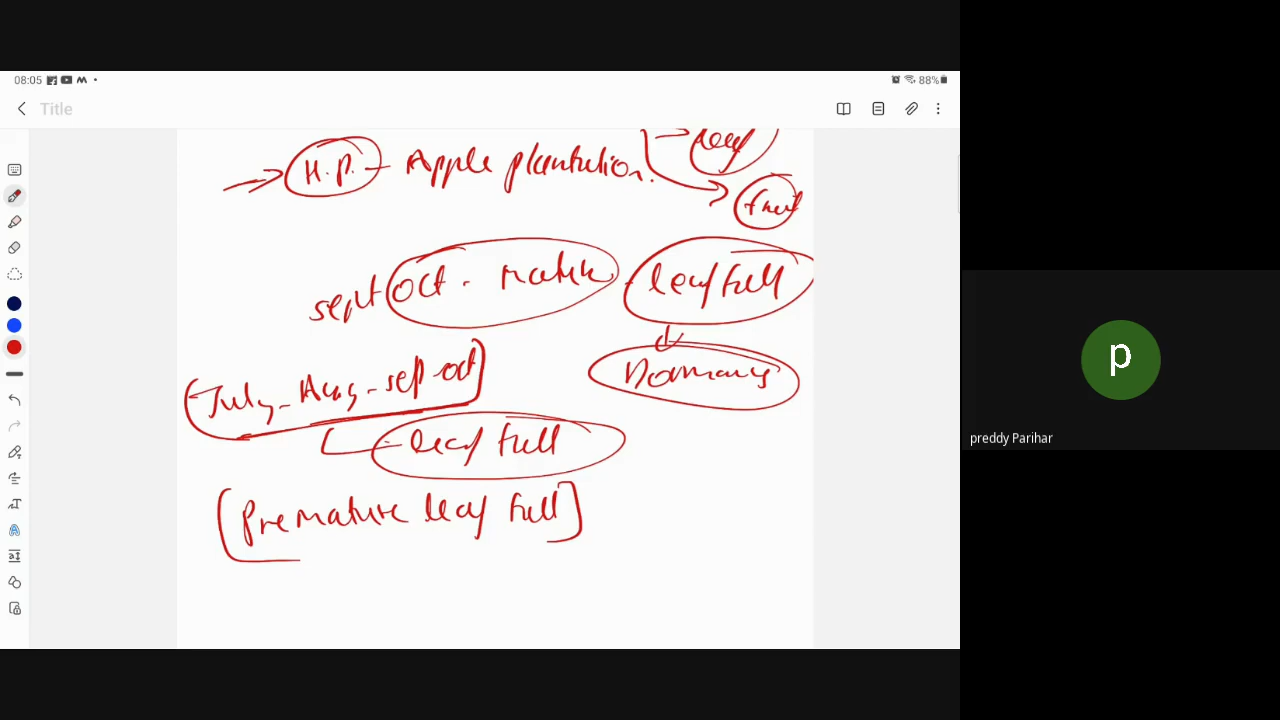 08:05
88%
Title
leaf
→ H.P. - Apple plantation.
fruit
sept oct. - leaf fall
Dormancy
July - Aug - sep - oct
- leaf fall
[Premature leaf fall]
p
preddy Parihar